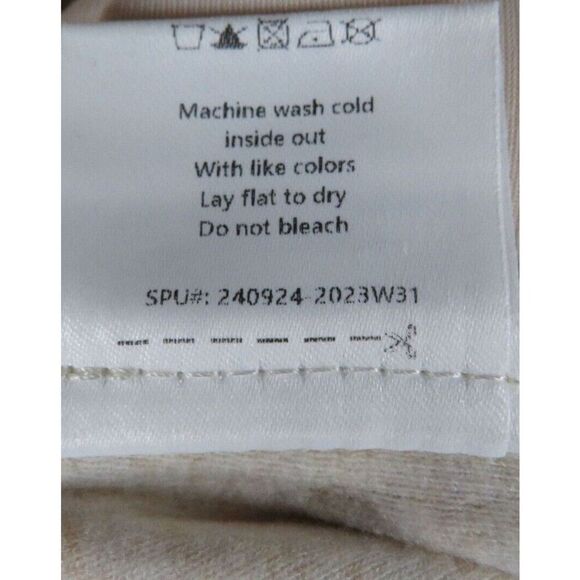 Machine wash cold
inside out
With like colors
Lay flat to dry
Do not bleach
SPU#: 240924-2023W31